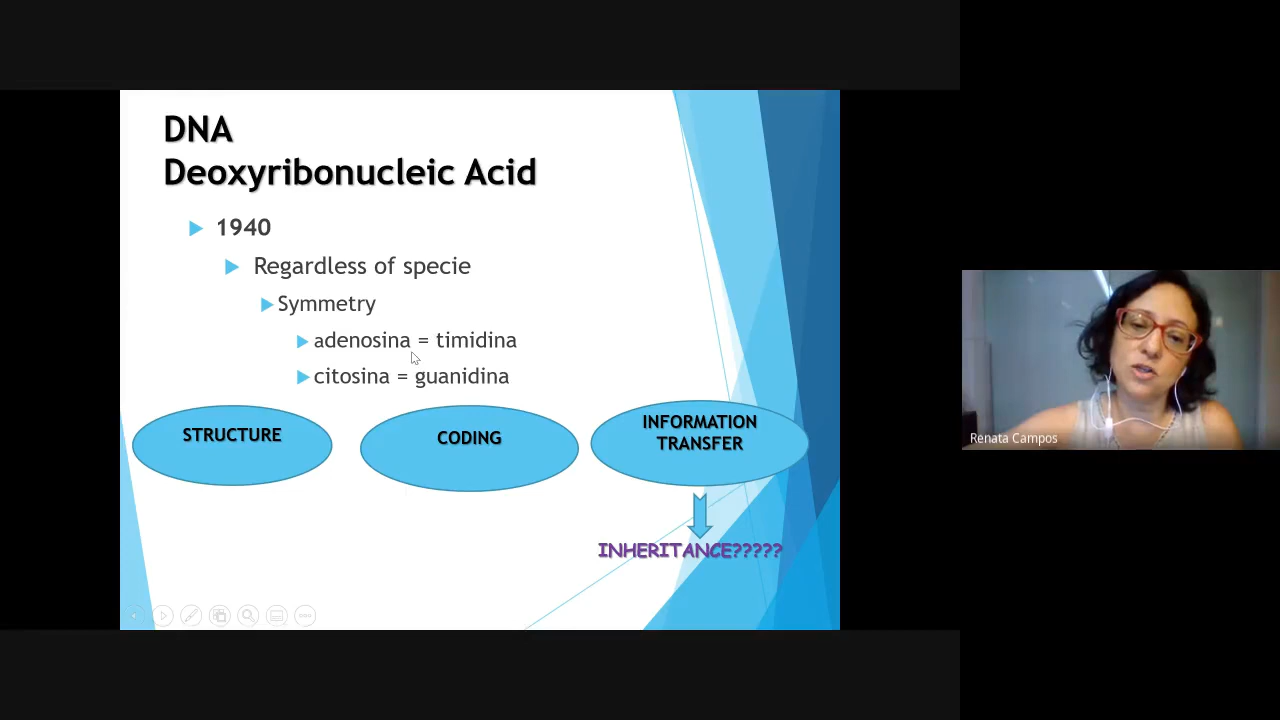 DNA
Deoxyribonucleic Acid
1940
Regardless of specie
Symmetry
adenosina = timidina
citosina = guanidina
STRUCTURE
CODING
INFORMATION
TRANSFER
INHERITANCE?????
Renata Campos